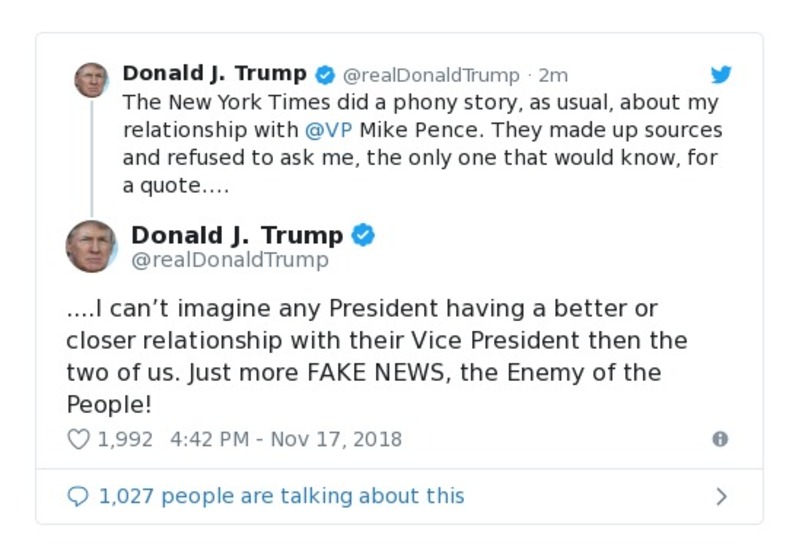 Donald J. Trump @realDonaldTrump · 2m
The New York Times did a phony story, as usual, about my
relationship with @VP Mike Pence. They made up sources
and refused to ask me, the only one that would know, for
a quote....
Donald J. Trump
@realDonaldTrump
....I can’t imagine any President having a better or
closer relationship with their Vice President then the
two of us. Just more FAKE NEWS, the Enemy of the
People!
1,992 4:42 PM - Nov 17, 2018
1,027 people are talking about this